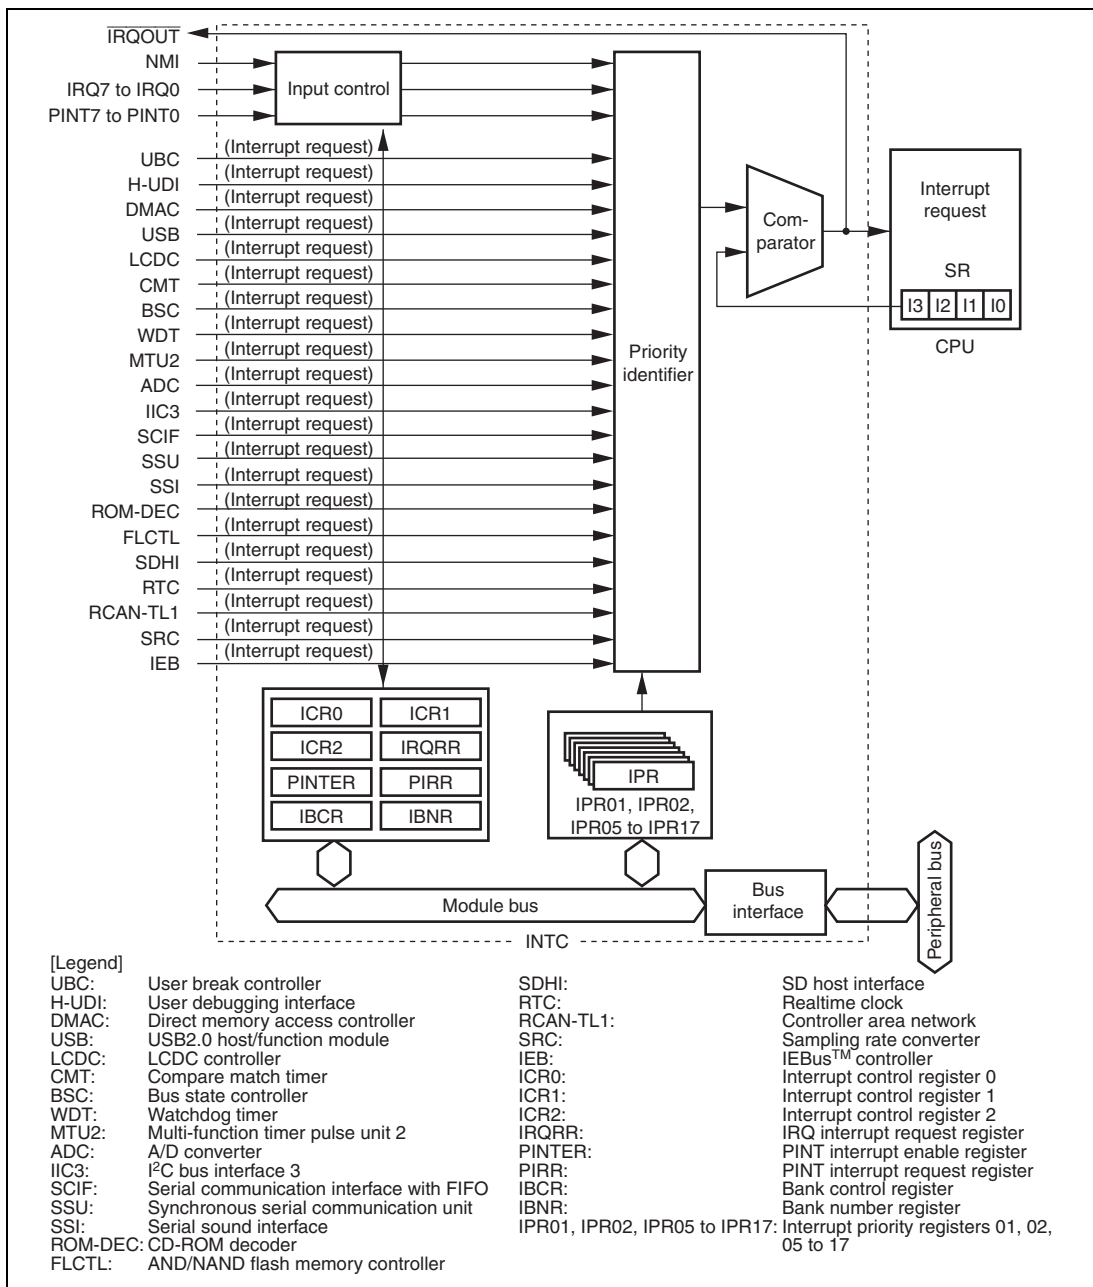 IRQOUT
NMI
IRQ7 to IRQ0
PINT7 to PINT0
Input control
UBC (Interrupt request)
H-UDI (Interrupt request)
DMAC (Interrupt request)
USB (Interrupt request)
LCDC (Interrupt request)
CMT (Interrupt request)
BSC (Interrupt request)
WDT (Interrupt request)
MTU2 (Interrupt request)
ADC (Interrupt request)
IIC3 (Interrupt request)
SCIF (Interrupt request)
SSU (Interrupt request)
SSI (Interrupt request)
ROM-DEC (Interrupt request)
FLCTL (Interrupt request)
SDHI (Interrupt request)
RTC (Interrupt request)
RCAN-TL1 (Interrupt request)
SRC (Interrupt request)
IEB (Interrupt request)
Priority
identifier
Com-
parator
Interrupt
request
SR
I3 I2 I1 I0
CPU
ICR0 ICR1
ICR2 IRQRR
PINTER PIRR
IBCR IBNR
IPR
IPR01, IPR02,
IPR05 to IPR17
Module bus
Bus
interface
Peripheral bus
INTC
[Legend]
UBC: User break controller
H-UDI: User debugging interface
DMAC: Direct memory access controller
USB: USB2.0 host/function module
LCDC: LCDC controller
CMT: Compare match timer
BSC: Bus state controller
WDT: Watchdog timer
MTU2: Multi-function timer pulse unit 2
ADC: A/D converter
IIC3: I²C bus interface 3
SCIF: Serial communication interface with FIFO
SSU: Synchronous serial communication unit
SSI: Serial sound interface
ROM-DEC: CD-ROM decoder
FLCTL: AND/NAND flash memory controller
SDHI: SD host interface
RTC: Realtime clock
RCAN-TL1: Controller area network
SRC: Sampling rate converter
IEB: IEBus™ controller
ICR0: Interrupt control register 0
ICR1: Interrupt control register 1
ICR2: Interrupt control register 2
IRQRR: IRQ interrupt request register
PINTER: PINT interrupt enable register
PIRR: PINT interrupt request register
IBCR: Bank control register
IBNR: Bank number register
IPR01, IPR02, IPR05 to IPR17: Interrupt priority registers 01, 02,
05 to 17